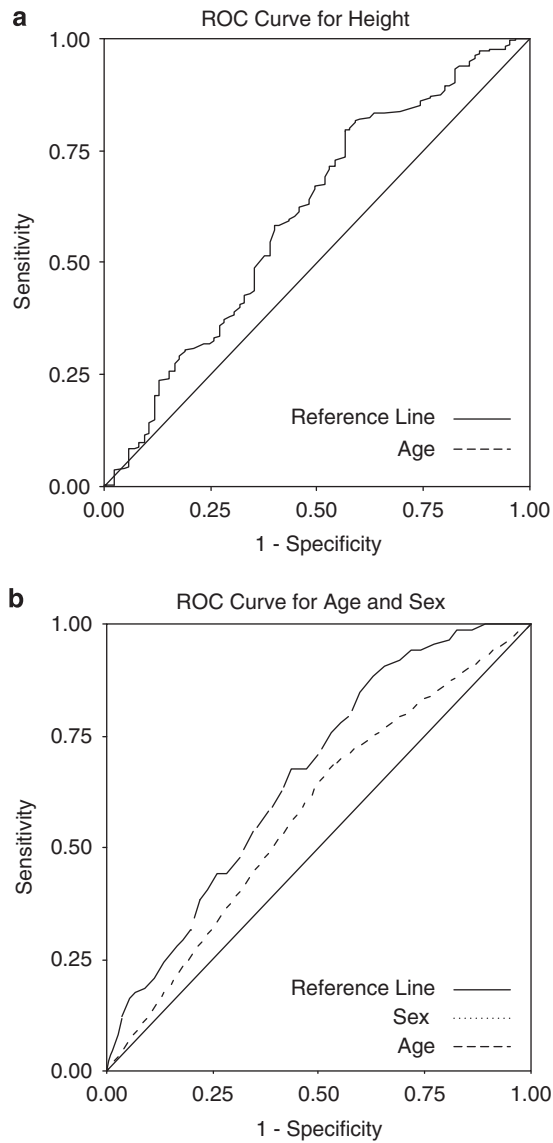 a
ROC Curve for Height
1.00
0.75
0.50
0.25
0.00
Sensitivity
Reference Line
Age
0.00 0.25 0.50 0.75 1.00
1 - Specificity
b
ROC Curve for Age and Sex
1.00
0.75
0.50
0.25
0.00
Sensitivity
Reference Line
Sex
Age
0.00 0.25 0.50 0.75 1.00
1 - Specificity